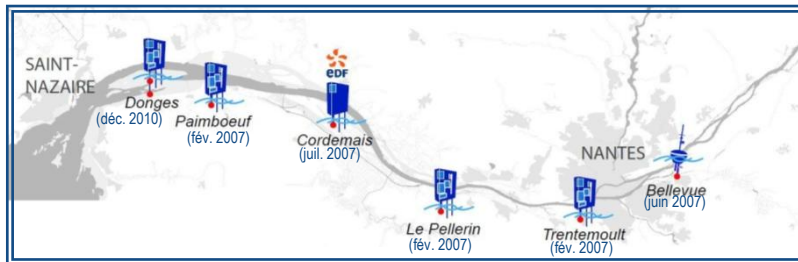 SAINT-
NAZAIRE
Donges
(déc. 2010)
Paimboeuf
(fév. 2007)
eDF
Cordemais
(juil. 2007)
Le Pellerin
(fév. 2007)
NANTES
Trentemoult
(fév. 2007)
Bellevue
(juin 2007)